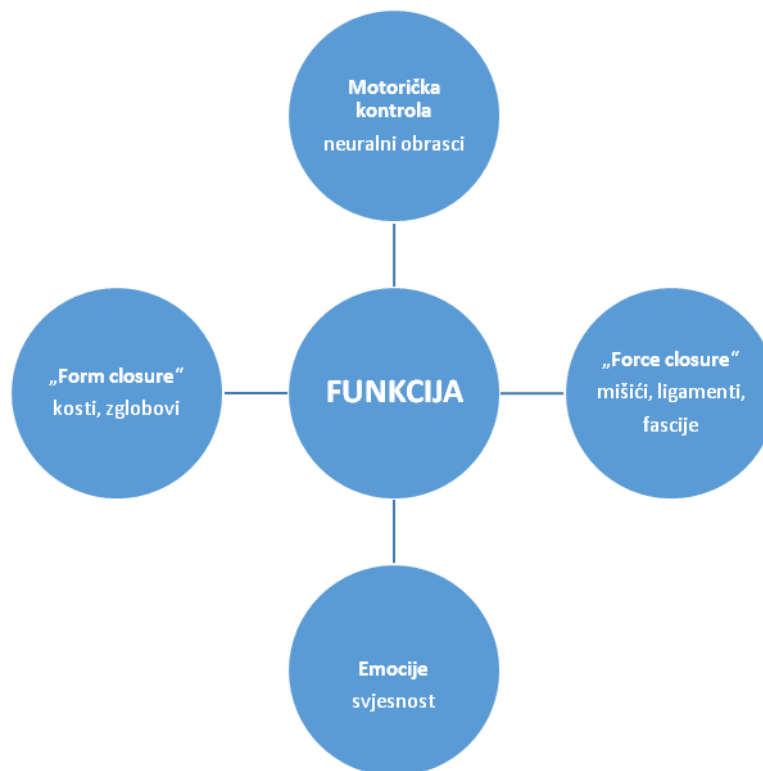 Motorička
kontrola
neuralni obrasci
„Form closure“
kosti, zglobovi
FUNKCIJA
„Force closure“
mišići, ligamenti,
fascije
Emocije
svjesnost